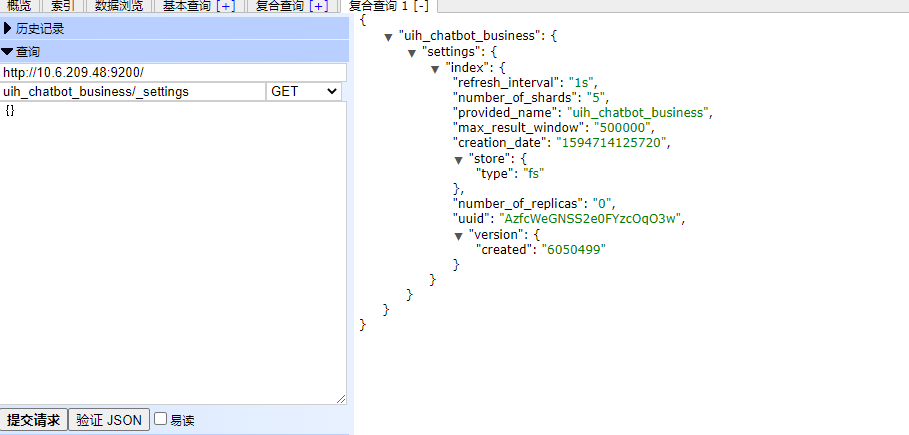 概览 索引 数据浏览 基本查询 [+] 复合查询 [+] 复合查询 1 [-]
历史记录
查询
http://10.6.209.48:9200/
uih_chatbot_business/_settings GET
{}
提交请求 验证 JSON 易读
{
"uih_chatbot_business": {
"settings": {
"index": {
"refresh_interval": "1s",
"number_of_shards": "5",
"provided_name": "uih_chatbot_business",
"max_result_window": "500000",
"creation_date": "1594714125720",
"store": {
"type": "fs"
},
"number_of_replicas": "0",
"uuid": "AzfcWeGNSS2e0FYzcOqO3w",
"version": {
"created": "6050499"
}
}
}
}
}